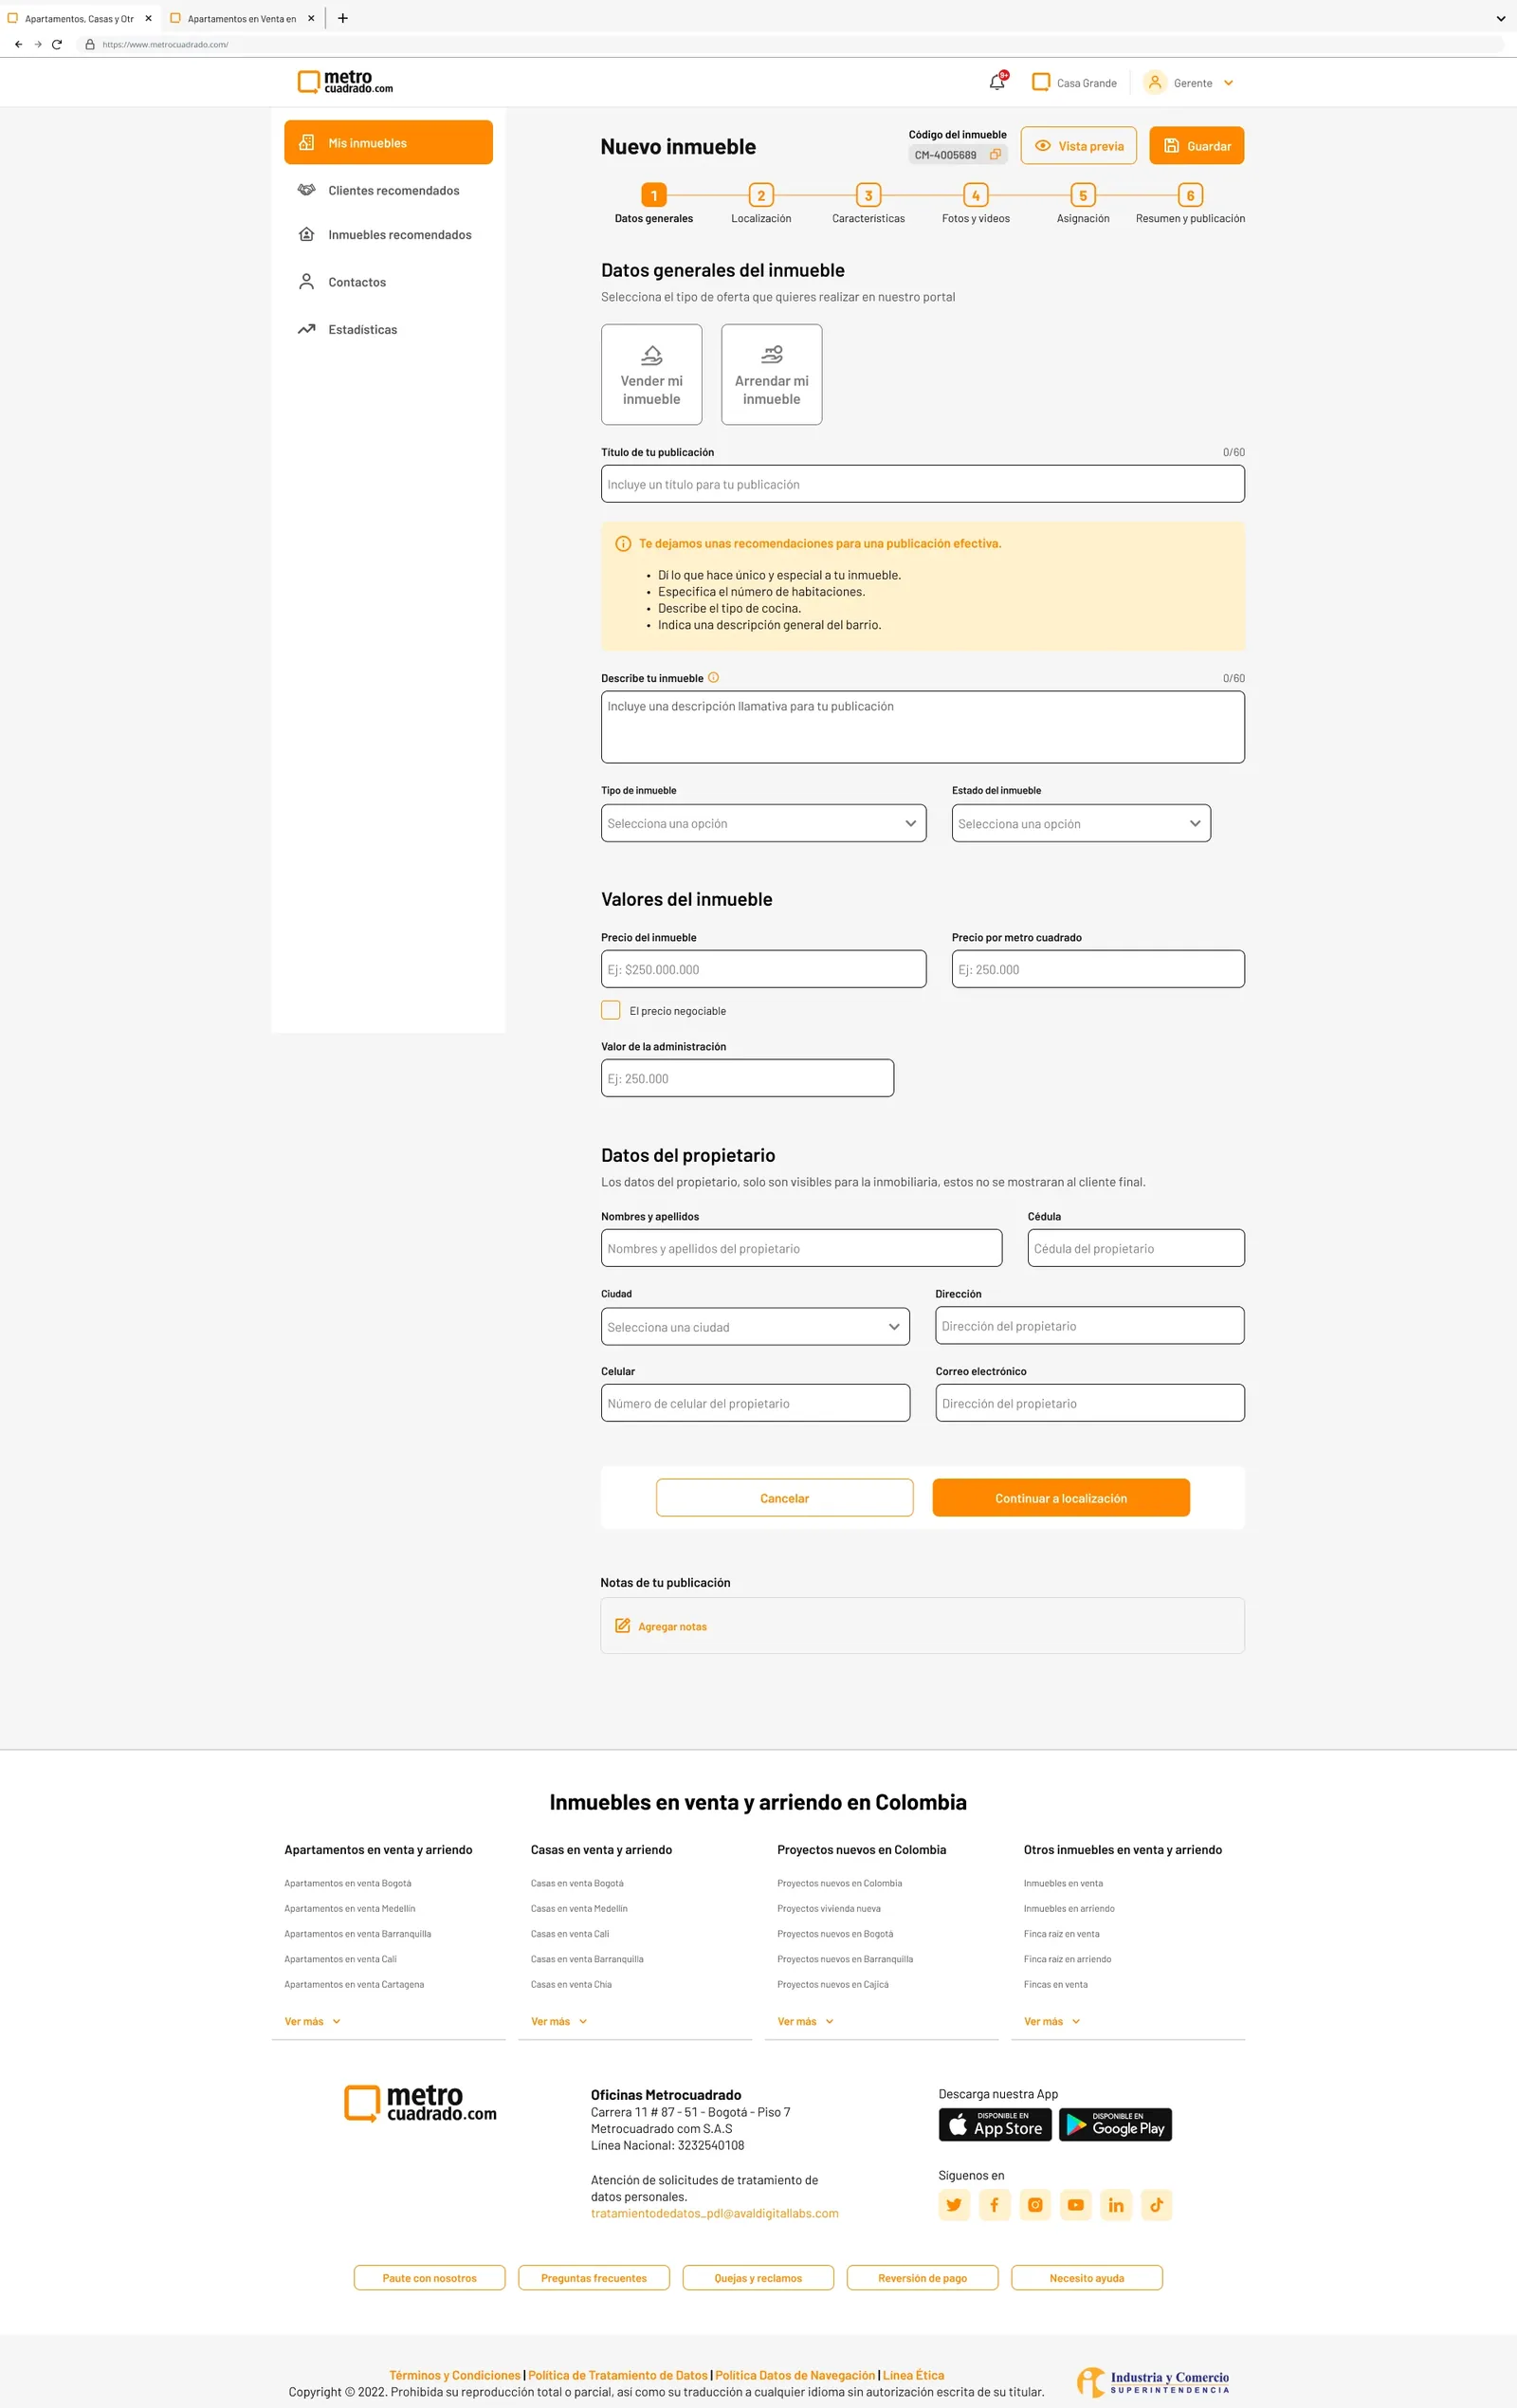 Apartamentos, Casas y Otr
Apartamentos en Venta en
https://www.metrocuadrado.com/
metro
cuadrado.com
9+
Casa Grande
Gerente
Mis inmuebles
Clientes recomendados
Inmuebles recomendados
Contactos
Estadísticas
Nuevo inmueble
Código del inmueble
CM-4005689
Vista previa
Guardar
1
2
3
4
5
6
Datos generales
Localización
Características
Fotos y videos
Asignación
Resumen y publicación
Datos generales del inmueble
Selecciona el tipo de oferta que quieres realizar en nuestro portal
Vender mi
inmueble
Arrendar mi
inmueble
Título de tu publicación
0/60
Incluye un título para tu publicación
Te dejamos unas recomendaciones para una publicación efectiva.
• Dí lo que hace único y especial a tu inmueble.
• Especifica el número de habitaciones.
• Describe el tipo de cocina.
• Indica una descripción general del barrio.
Describe tu inmueble
0/60
Incluye una descripción llamativa para tu publicación
Tipo de inmueble
Estado del inmueble
Selecciona una opción
Selecciona una opción
Valores del inmueble
Precio del inmueble
Precio por metro cuadrado
Ej: $250.000.000
Ej: 250.000
El precio negociable
Valor de la administración
Ej: 250.000
Datos del propietario
Los datos del propietario, solo son visibles para la inmobiliaria, estos no se mostraran al cliente final.
Nombres y apellidos
Cédula
Nombres y apellidos del propietario
Cédula del propietario
Ciudad
Dirección
Selecciona una ciudad
Dirección del propietario
Celular
Correo electrónico
Número de celular del propietario
Dirección del propietario
Cancelar
Continuar a localización
Notas de tu publicación
Agregar notas
Inmuebles en venta y arriendo en Colombia
Apartamentos en venta y arriendo
Apartamentos en venta Bogotá
Apartamentos en venta Medellín
Apartamentos en venta Barranquilla
Apartamentos en venta Cali
Apartamentos en venta Cartagena
Ver más
Casas en venta y arriendo
Casas en venta Bogotá
Casas en venta Medellín
Casas en venta Cali
Casas en venta Barranquilla
Casas en venta Chía
Ver más
Proyectos nuevos en Colombia
Proyectos nuevos en Colombia
Proyectos vivienda nueva
Proyectos nuevos en Bogotá
Proyectos nuevos en Barranquilla
Proyectos nuevos en Cajicá
Ver más
Otros inmuebles en venta y arriendo
Inmuebles en venta
Inmuebles en arriendo
Finca raíz en venta
Finca raíz en arriendo
Fincas en venta
Ver más
metro
cuadrado.com
Oficinas Metrocuadrado
Carrera 11 # 87 - 51 - Bogotá - Piso 7
Metrocuadrado com S.A.S
Línea Nacional: 3232540108
Atención de solicitudes de tratamiento de
datos personales.
tratamientodedatos_pdl@avaldigitallabs.com
Descarga nuestra App
DISPONIBLE EN
App Store
DISPONIBLE EN
Google Play
Síguenos en
Paute con nosotros
Preguntas frecuentes
Quejas y reclamos
Reversión de pago
Necesito ayuda
Términos y Condiciones | Política de Tratamiento de Datos | Política Datos de Navegación | Línea Ética
Copyright © 2022. Prohibida su reproducción total o parcial, así como su traducción a cualquier idioma sin autorización escrita de su titular.
Industria y Comercio
SUPERINTENDENCIA